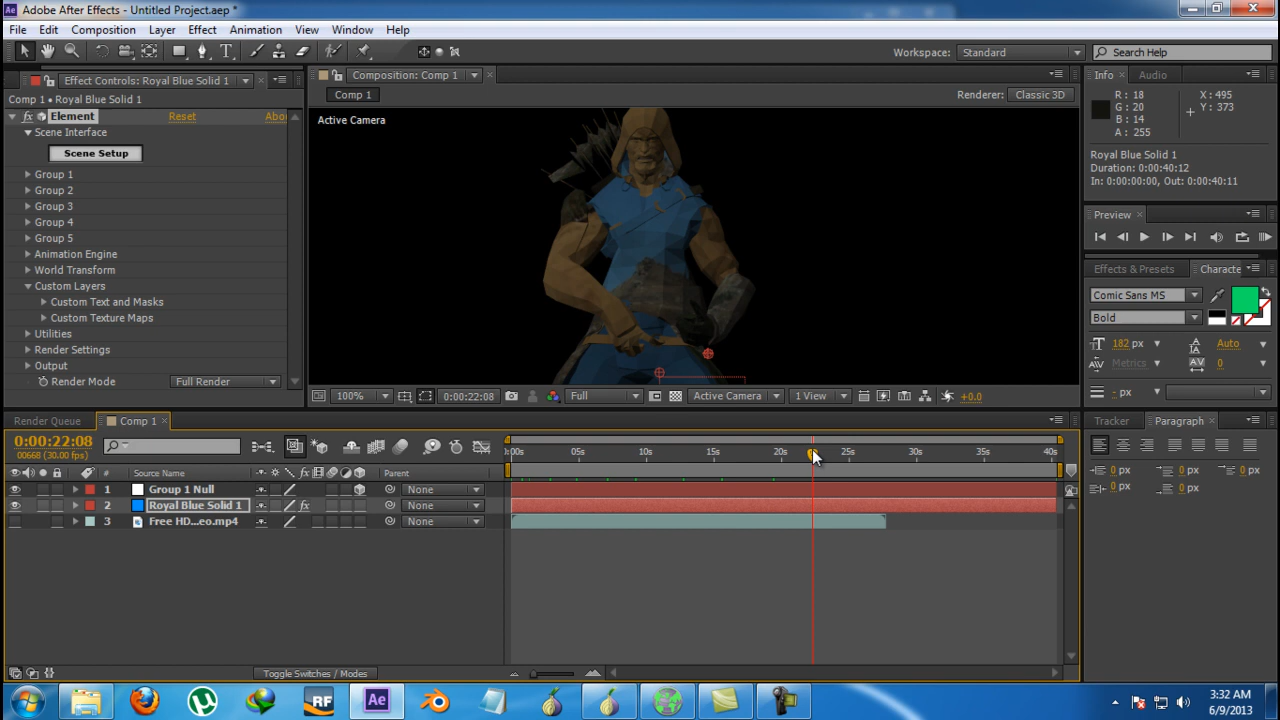 Adobe After Effects - Untitled Project.aep *
File Edit Composition Layer Effect Animation View Window Help
Workspace: Standard Search Help
Effect Controls: Royal Blue Solid 1
Comp 1 • Royal Blue Solid 1
fx Element Reset Abo
Scene Interface
Scene Setup
Group 1
Group 2
Group 3
Group 4
Group 5
Animation Engine
World Transform
Custom Layers
Custom Text and Masks
Custom Texture Maps
Utilities
Render Settings
Output
Render Mode Full Render
Composition: Comp 1
Comp 1 Renderer: Classic 3D
Active Camera
100% 0:00:22:08 Full Active Camera 1 View +0.0
Info Audio
R : 18 X : 495
G : 20 Y : 373
B : 14
A : 255
Royal Blue Solid 1
Duration: 0:00:40:12
In: 0:00:00:00, Out: 0:00:40:11
Preview
Effects & Presets Characte
Comic Sans MS
Bold
182 px Auto
Metrics 0
- px
Render Queue Comp 1
0:00:22:08
00668 (30.00 fps)
# Source Name fx Parent
:00s 05s 10s 15s 20s 25s 30s 35s 40s
1 Group 1 Null None
2 Royal Blue Solid 1 fx None
3 Free HD...eo.mp4 None
Toggle Switches / Modes
Tracker Paragraph
0 px 0 px 0 px
0 px 0 px
RF Ae
3:32 AM
6/9/2013